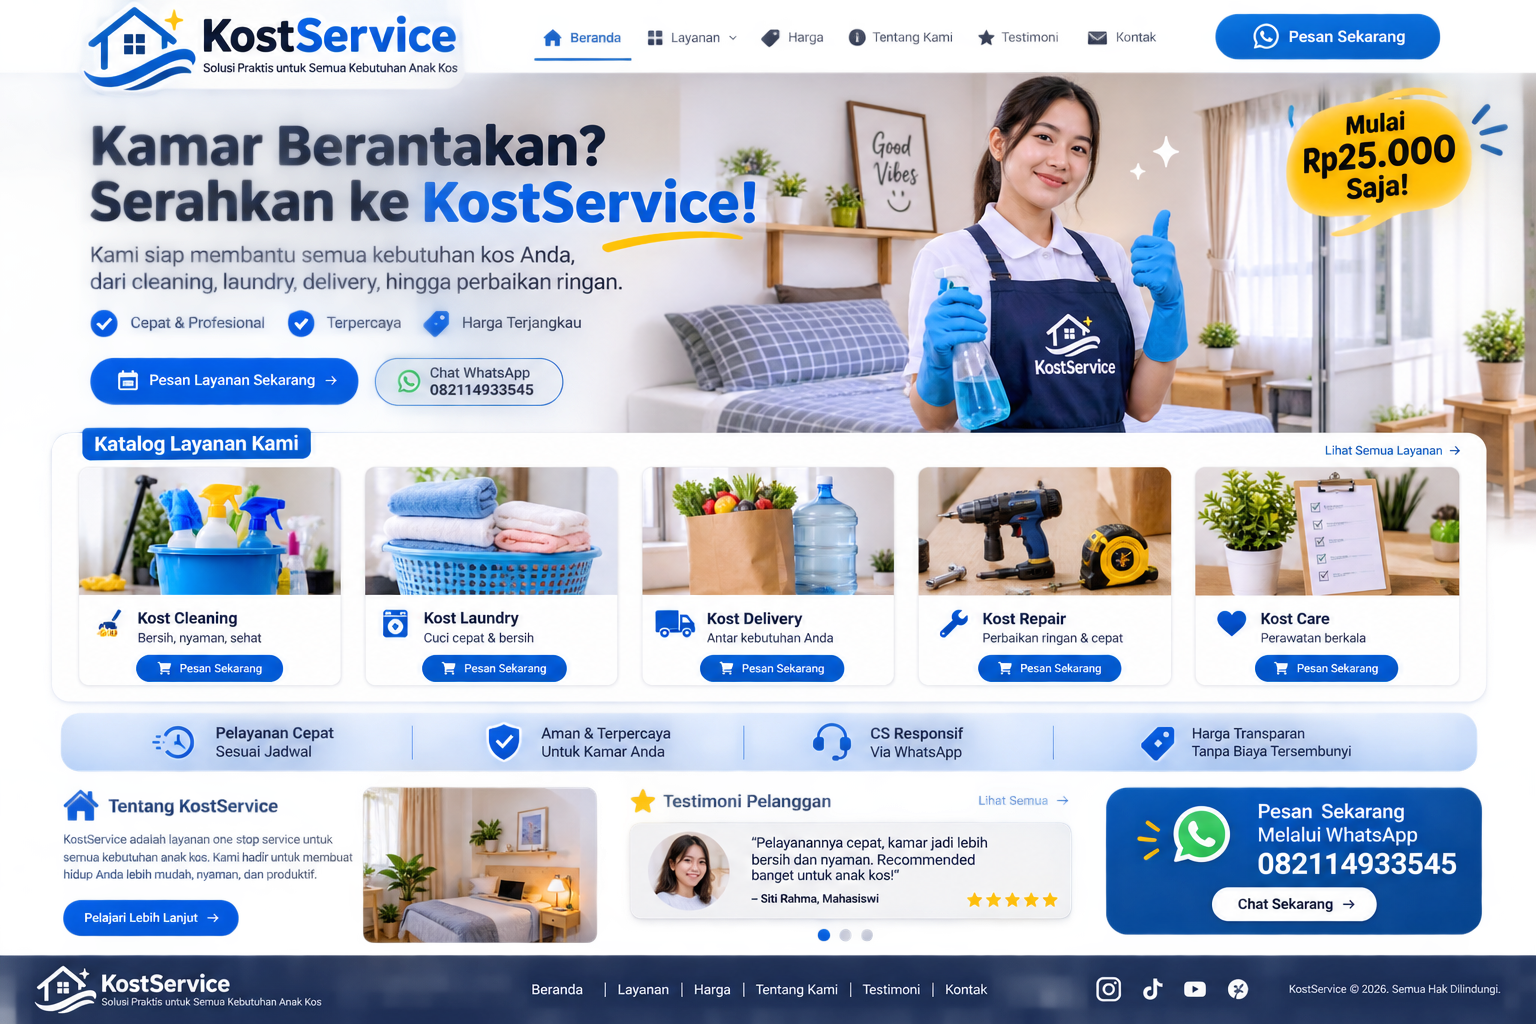 KostService
Solusi Praktis untuk Semua Kebutuhan Anak Kos
Beranda
Layanan
Harga
Tentang Kami
Testimoni
Kontak
Pesan Sekarang
Kamar Berantakan?
Serahkan ke KostService!
Kami siap membantu semua kebutuhan kos Anda,
dari cleaning, laundry, delivery, hingga perbaikan ringan.
Cepat & Profesional
Terpercaya
Harga Terjangkau
Pesan Layanan Sekarang →
Chat WhatsApp
082114933545
Good
Vibes
KostService
Mulai
Rp25.000
Saja!
Katalog Layanan Kami
Lihat Semua Layanan →
Kost Cleaning
Bersih, nyaman, sehat
Pesan Sekarang
Kost Laundry
Cuci cepat & bersih
Pesan Sekarang
Kost Delivery
Antar kebutuhan Anda
Pesan Sekarang
Kost Repair
Perbaikan ringan & cepat
Pesan Sekarang
Kost Care
Perawatan berkala
Pesan Sekarang
Pelayanan Cepat
Sesuai Jadwal
Aman & Terpercaya
Untuk Kamar Anda
CS Responsif
Via WhatsApp
Harga Transparan
Tanpa Biaya Tersembunyi
Tentang KostService
KostService adaiah layanan one stop service untuk
semua kebutuhan anak kos. Kami hadir untuk membuat
hidup Anda lebih mudah, nyaman, dan produktif.
Pelajari Lebih Lanjut →
Testimoni Pelanggan
Lihat Semua →
“Pelayanannya cepat, kamar jadi lebih
bersih dan nyaman. Recommended
banget untuk anak kos!”
– Siti Rahma, Mahasiswi
Pesan Sekarang
Melalui WhatsApp
082114933545
Chat Sekarang →
KostService
Solusi Praktis untuk Semua Kebutuhan Anak Kos
Beranda | Layanan | Harga | Tentang Kami | Testimoni | Kontak
KostService © 2026. Semua Hak Dilindungi.